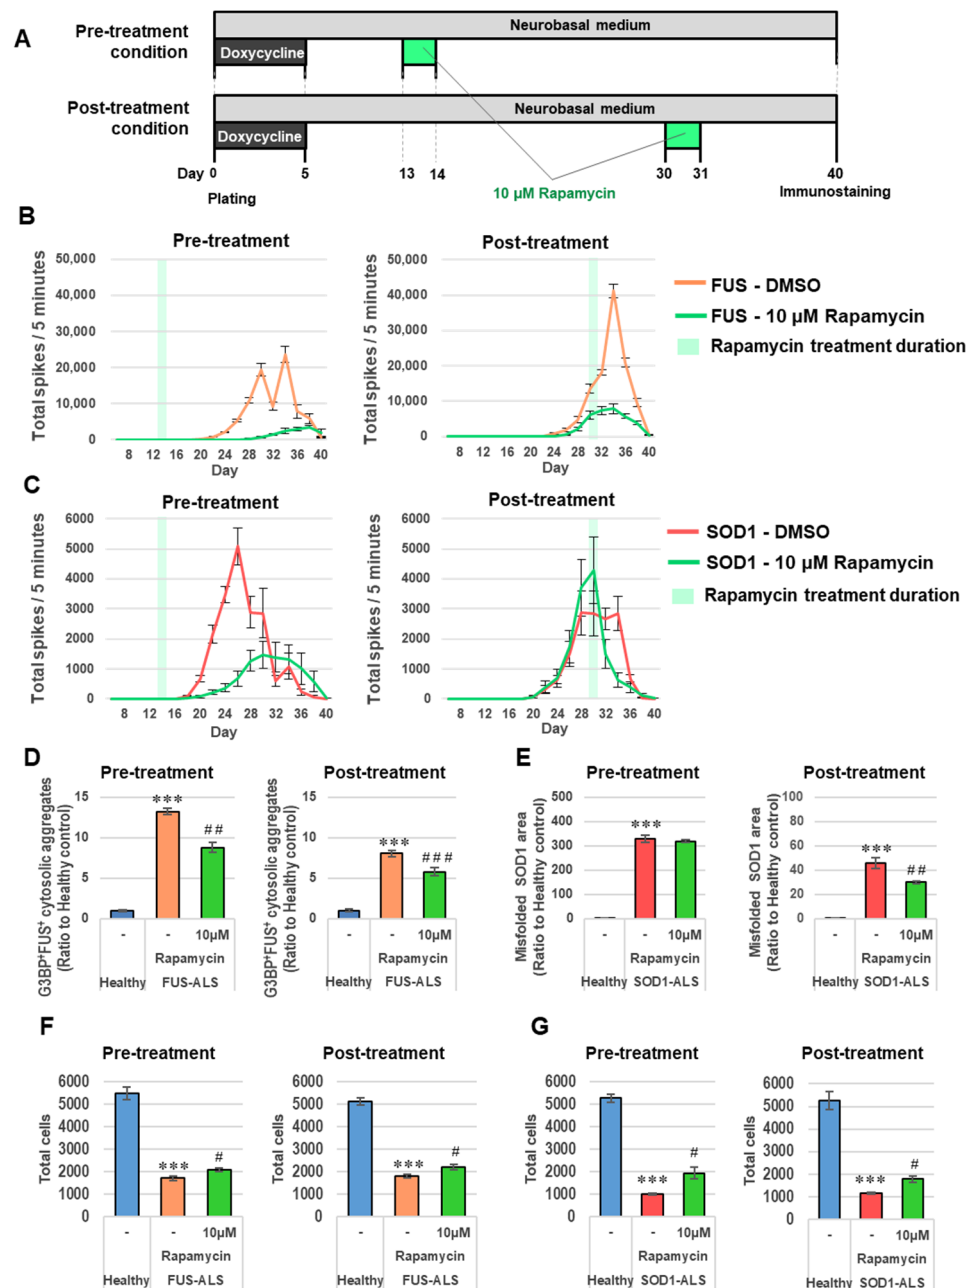 A
Pre-treatment
condition
Neurobasal medium
Doxycycline
Post-treatment
condition
Neurobasal medium
Doxycycline
Day 0 5 13 14 30 31 40
Plating
10 μM Rapamycin
Immunostaining
B
Pre-treatment
Total spikes / 5 minutes
50,000
40,000
30,000
20,000
10,000
0
8 12 16 20 24 28 32 36 40
Day
Post-treatment
Total spikes / 5 minutes
50,000
40,000
30,000
20,000
10,000
0
8 12 16 20 24 28 32 36 40
Day
FUS - DMSO
FUS - 10 μM Rapamycin
Rapamycin treatment duration
C
Pre-treatment
Total spikes / 5 minutes
6000
5000
4000
3000
2000
1000
0
8 12 16 20 24 28 32 36 40
Day
Post-treatment
Total spikes / 5 minutes
6000
5000
4000
3000
2000
1000
0
8 12 16 20 24 28 32 36 40
Day
SOD1 - DMSO
SOD1 - 10 μM Rapamycin
Rapamycin treatment duration
D
Pre-treatment
G3BP⁺FUS⁺ cytosolic aggregates
(Ratio to Healthy control)
15
10
5
0
***
##
- - 10μM
Rapamycin
Healthy FUS-ALS
Post-treatment
G3BP⁺FUS⁺ cytosolic aggregates
(Ratio to Healthy control)
15
10
5
0
***
###
- - 10μM
Rapamycin
Healthy FUS-ALS
E
Pre-treatment
Misfolded SOD1 area
(Ratio to Healthy control)
500
400
300
200
100
0
***
- - 10μM
Rapamycin
Healthy SOD1-ALS
Post-treatment
Misfolded SOD1 area
(Ratio to Healthy control)
100
80
60
40
20
0
***
##
- - 10μM
Rapamycin
Healthy SOD1-ALS
F
Pre-treatment
Total cells
6000
5000
4000
3000
2000
1000
0
***
#
- - 10μM
Rapamycin
Healthy FUS-ALS
Post-treatment
Total cells
6000
5000
4000
3000
2000
1000
0
***
#
- - 10μM
Rapamycin
Healthy FUS-ALS
G
Pre-treatment
Total cells
6000
5000
4000
3000
2000
1000
0
***
#
- - 10μM
Rapamycin
Healthy SOD1-ALS
Post-treatment
Total cells
6000
5000
4000
3000
2000
1000
0
***
#
- - 10μM
Rapamycin
Healthy SOD1-ALS